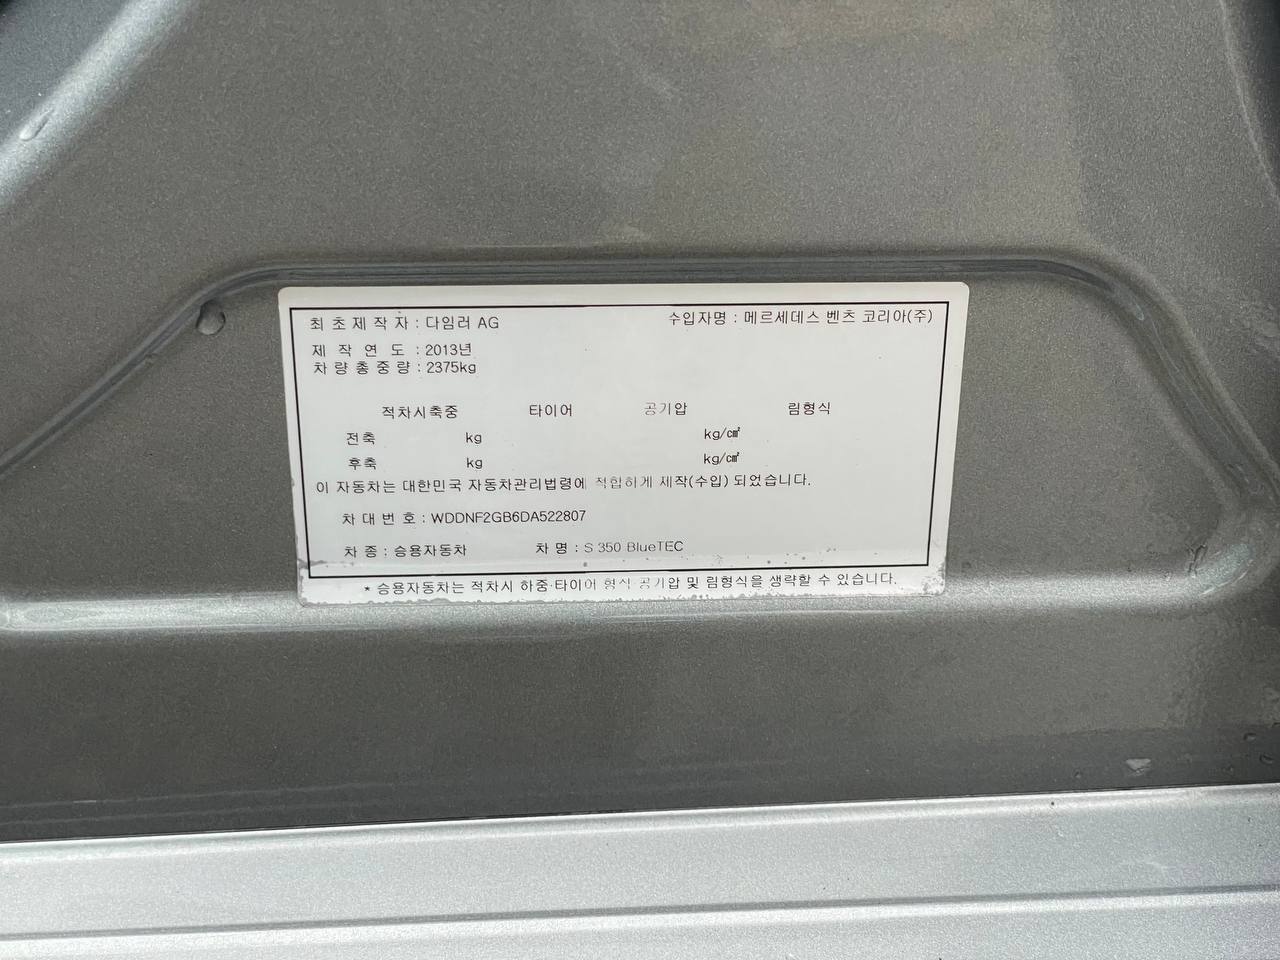 최 초 제 작 자 : 다임러 AG 수입자명 : 메르세데스 벤츠 코리아(주)
제 작 연 도 : 2013년
차 량 총 중 량 : 2375kg
적차시축중 타이어 공기압 림형식
전축 kg kg/㎠
후축 kg kg/㎠
이 자동차는 대한민국 자동차관리법령에 적합하게 제작(수입) 되었습니다.
차 대 번 호 : WDDNF2GB6DA522807
차 종 : 승용자동차 차 명 : S 350 BlueTEC
* 승용자동차는 적차시 하중·타이어 형식 공기압 및 림형식을 생략할 수 있습니다.